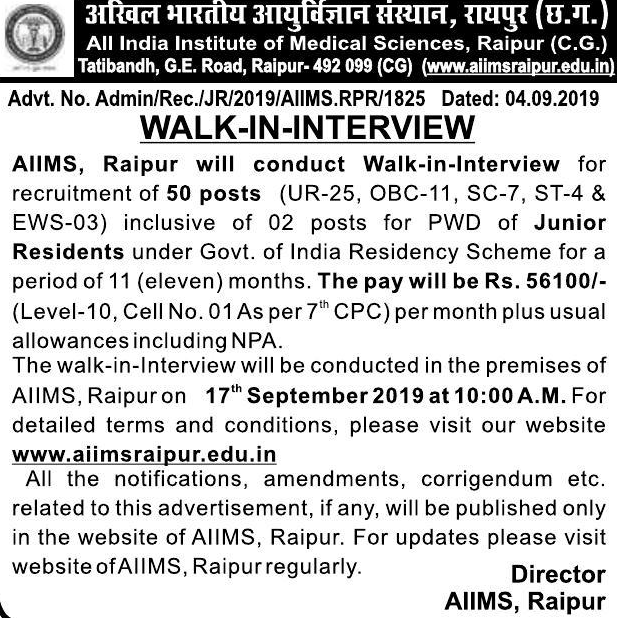 अखिल भारतीय आयुर्विज्ञान संस्थान, रायपुर (छ.ग.)
All India Institute of Medical Sciences, Raipur (C.G.)
Tatibandh, G.E. Road, Raipur- 492 099 (CG) (www.aiimsraipur.edu.in)
Advt. No. Admin/Rec./JR/2019/AIIMS.RPR/1825 Dated: 04.09.2019
WALK-IN-INTERVIEW
AIIMS, Raipur will conduct Walk-in-Interview for
recruitment of 50 posts (UR-25, OBC-11, SC-7, ST-4 &
EWS-03) inclusive of 02 posts for PWD of Junior
Residents under Govt. of India Residency Scheme for a
period of 11 (eleven) months. The pay will be Rs. 56100/-
(Level-10, Cell No. 01 As per 7th CPC) per month plus usual
allowances including NPA.
The walk-in-Interview will be conducted in the premises of
AIIMS, Raipur on 17th September 2019 at 10:00 A.M. For
detailed terms and conditions, please visit our website
www.aiimsraipur.edu.in
All the notifications, amendments, corrigendum etc.
related to this advertisement, if any, will be published only
in the website of AIIMS, Raipur. For updates please visit
website of AIIMS, Raipur regularly.
Director
AIIMS, Raipur